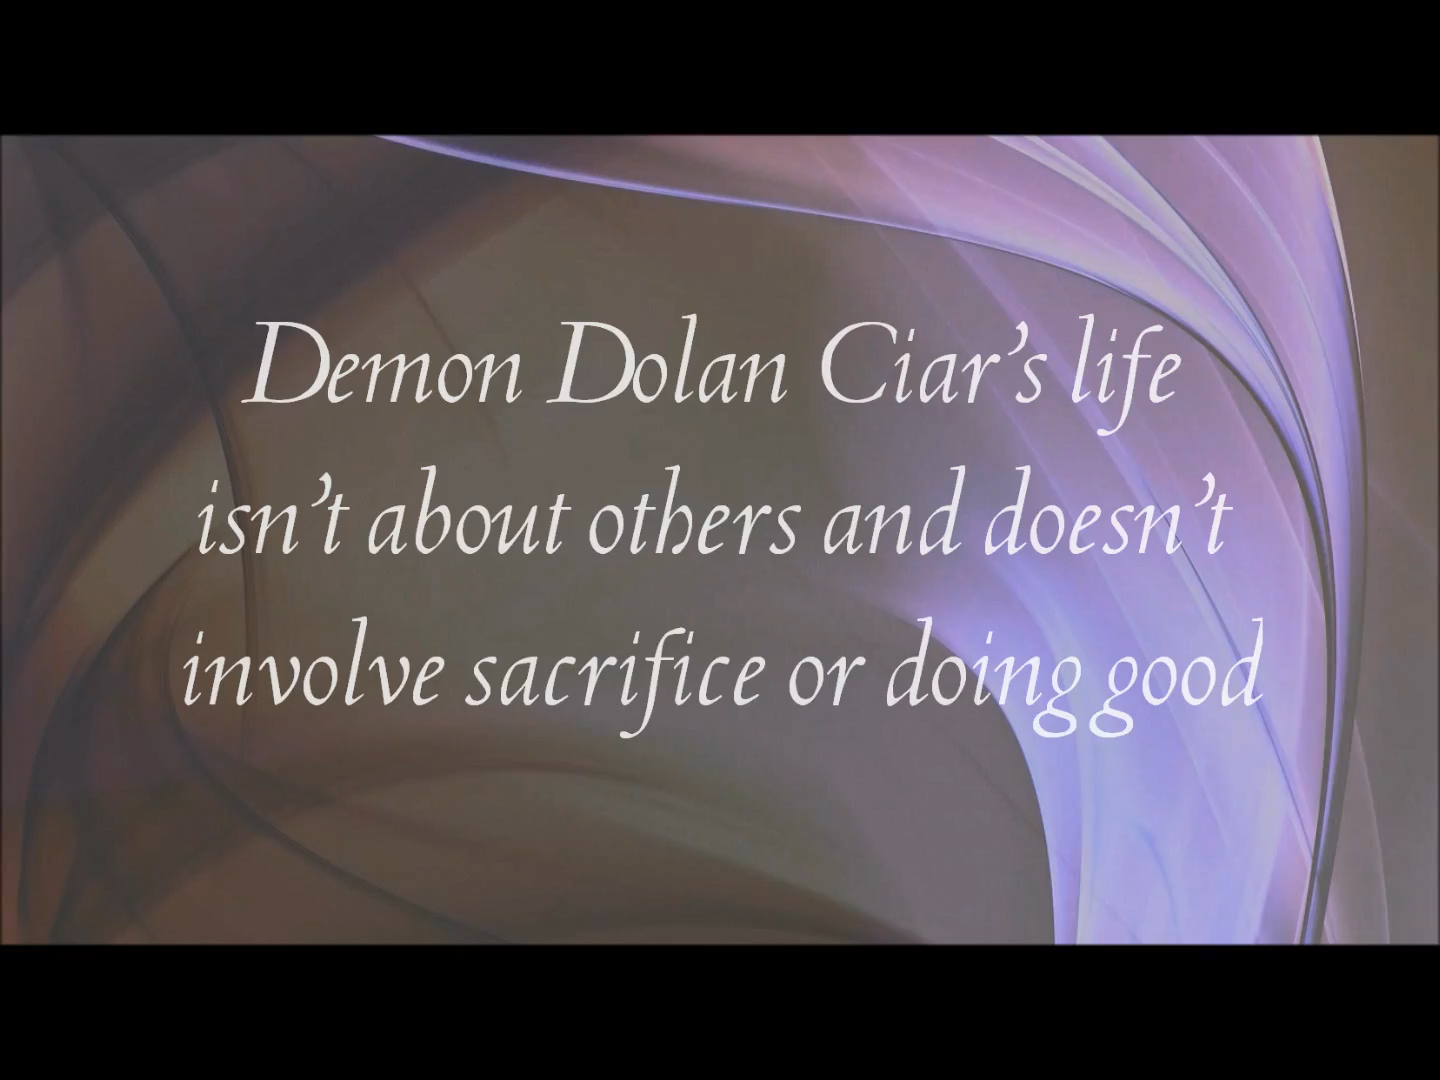 Demon Dolan Ciar’s life
isn’t about others and doesn’t
involve sacrifice or doing good